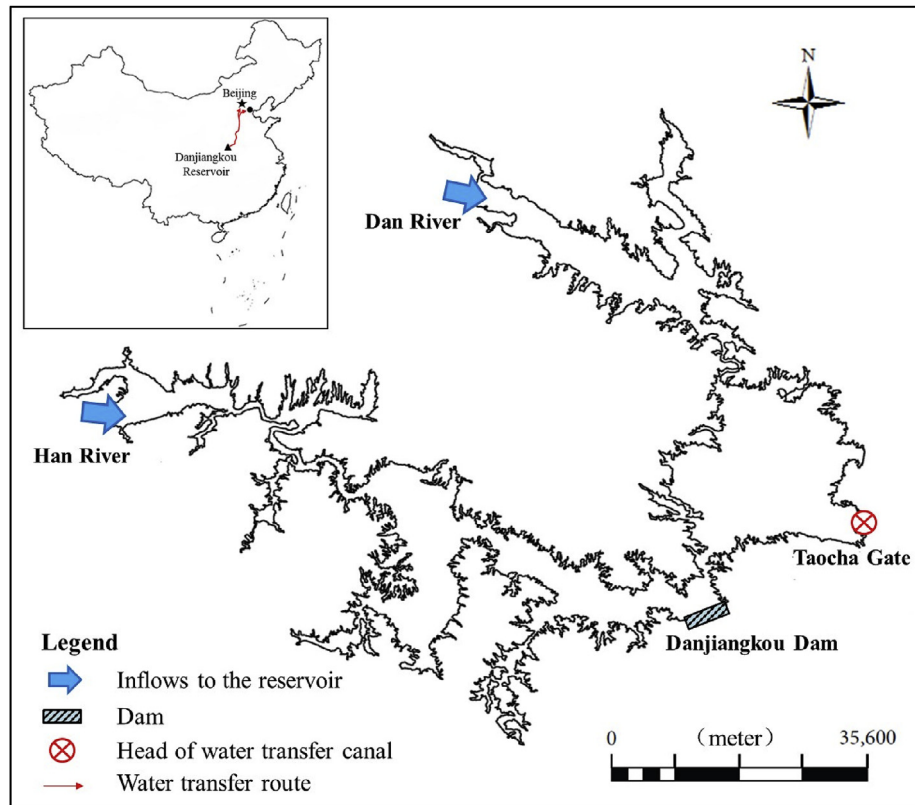 N
Beijing
Danjiangkou
Reservoir
Dan River
Han River
Taocha Gate
Danjiangkou Dam
Legend
Inflows to the reservoir
Dam
Head of water transfer canal
Water transfer route
0 (meter) 35,600